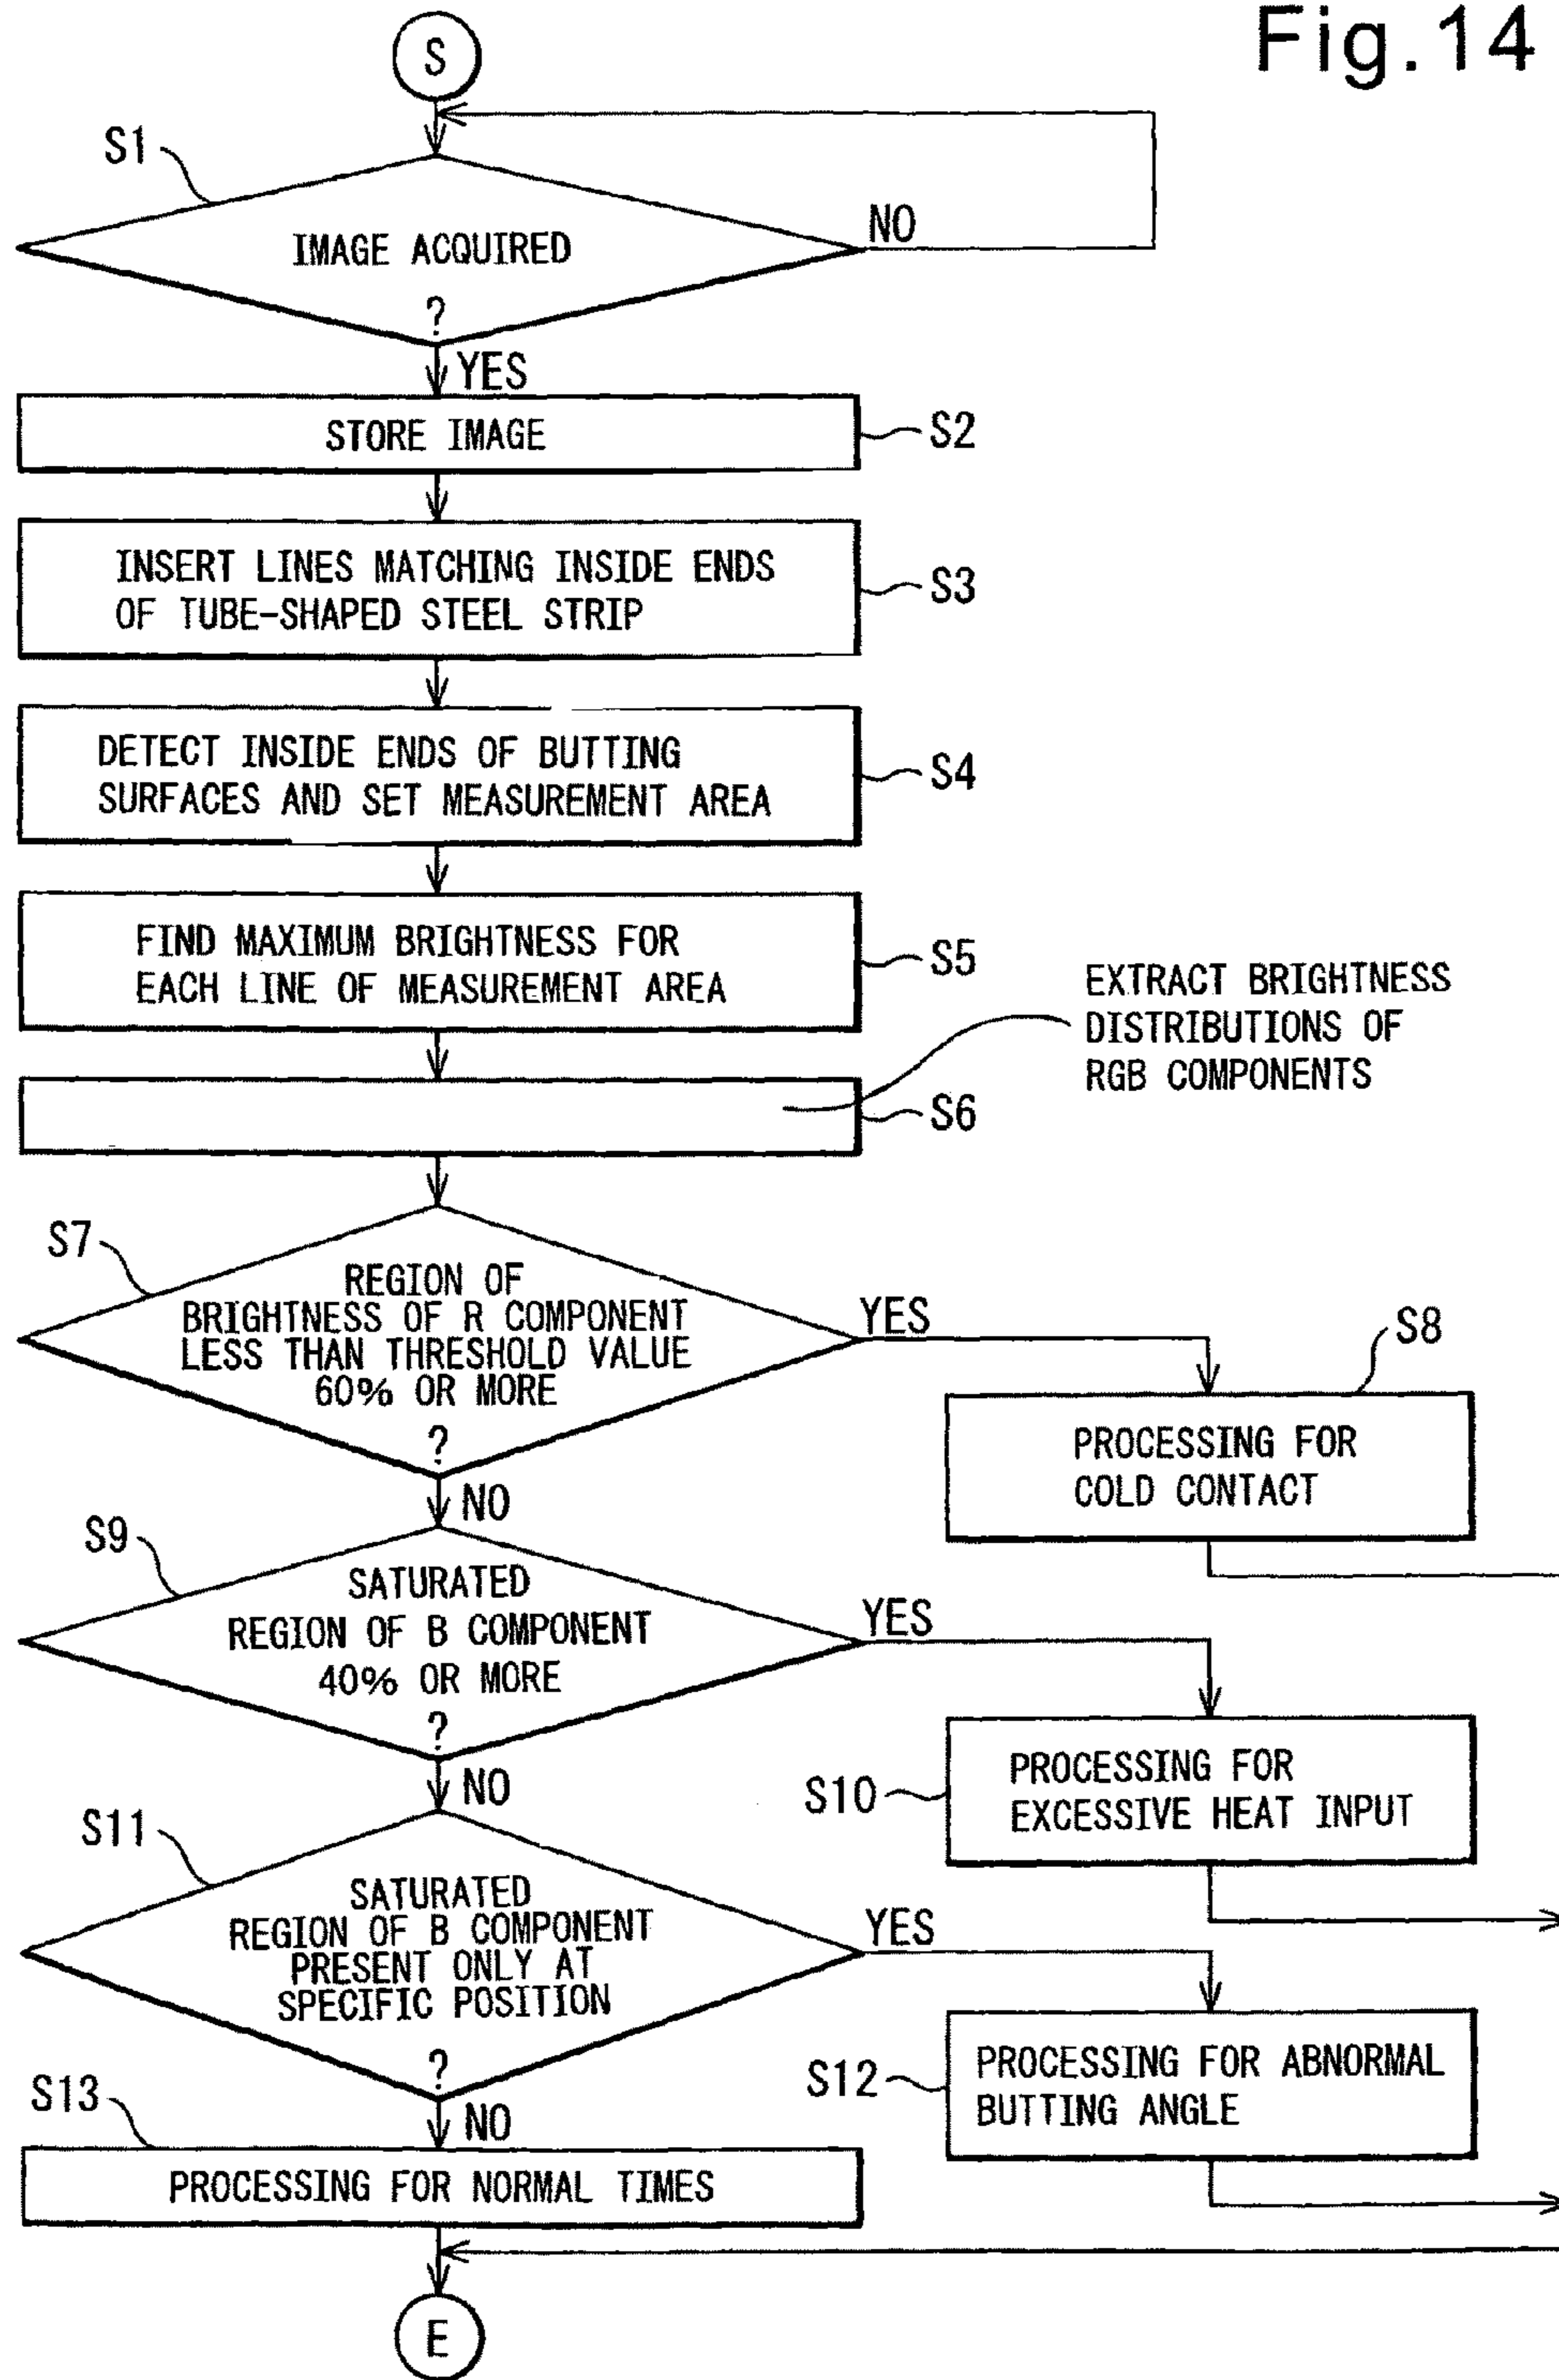 Fig.14
S
S1
IMAGE ACQUIRED
?
NO
YES
STORE IMAGE
S2
INSERT LINES MATCHING INSIDE ENDS
OF TUBE-SHAPED STEEL STRIP
S3
DETECT INSIDE ENDS OF BUTTING
SURFACES AND SET MEASUREMENT AREA
S4
FIND MAXIMUM BRIGHTNESS FOR
EACH LINE OF MEASUREMENT AREA
S5
EXTRACT BRIGHTNESS
DISTRIBUTIONS OF
RGB COMPONENTS
S6
S7
REGION OF
BRIGHTNESS OF R COMPONENT
LESS THAN THRESHOLD VALUE
60% OR MORE
?
YES
S8
PROCESSING FOR
COLD CONTACT
NO
S9
SATURATED
REGION OF B COMPONENT
40% OR MORE
?
YES
S10
PROCESSING FOR
EXCESSIVE HEAT INPUT
NO
S11
SATURATED
REGION OF B COMPONENT
PRESENT ONLY AT
SPECIFIC POSITION
?
YES
S12
PROCESSING FOR ABNORMAL
BUTTING ANGLE
NO
S13
PROCESSING FOR NORMAL TIMES
E